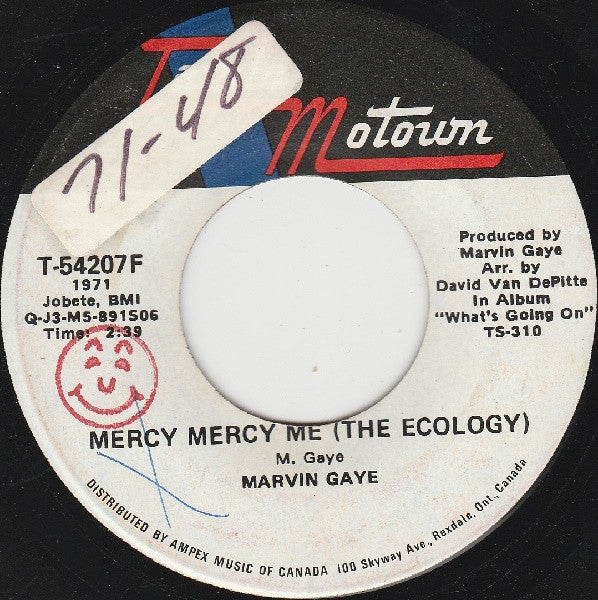 71-48
Motown
T-54207F
1971
Jobete, BMI
Q-J3-M5-891S06
Time: 2:39
Produced by
Marvin Gaye
Arr. by
David Van DePitte
In Album
"What's Going On"
TS-310
MERCY MERCY ME (THE ECOLOGY)
M. Gaye
MARVIN GAYE
DISTRIBUTED BY AMPEX MUSIC OF CANADA 100 Skyway Ave., Rexdale, Ont., Canada